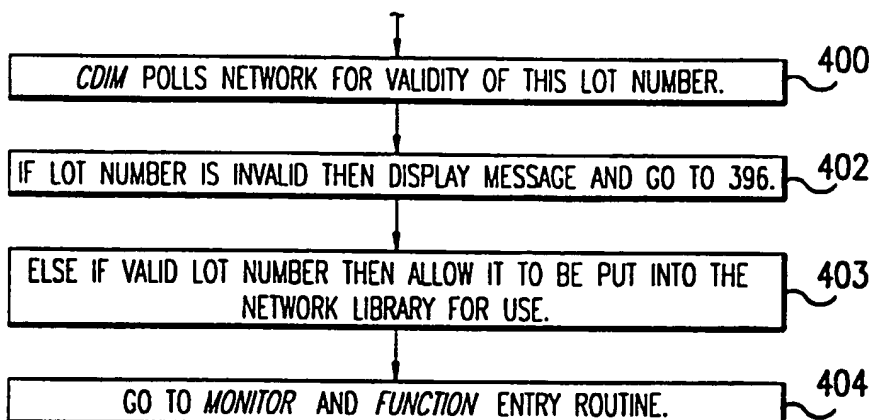 CDIM POLLS NETWORK FOR VALIDITY OF THIS LOT NUMBER.
400
IF LOT NUMBER IS INVALID THEN DISPLAY MESSAGE AND GO TO 396.
402
ELSE IF VALID LOT NUMBER THEN ALLOW IT TO BE PUT INTO THE
NETWORK LIBRARY FOR USE.
403
GO TO MONITOR AND FUNCTION ENTRY ROUTINE.
404